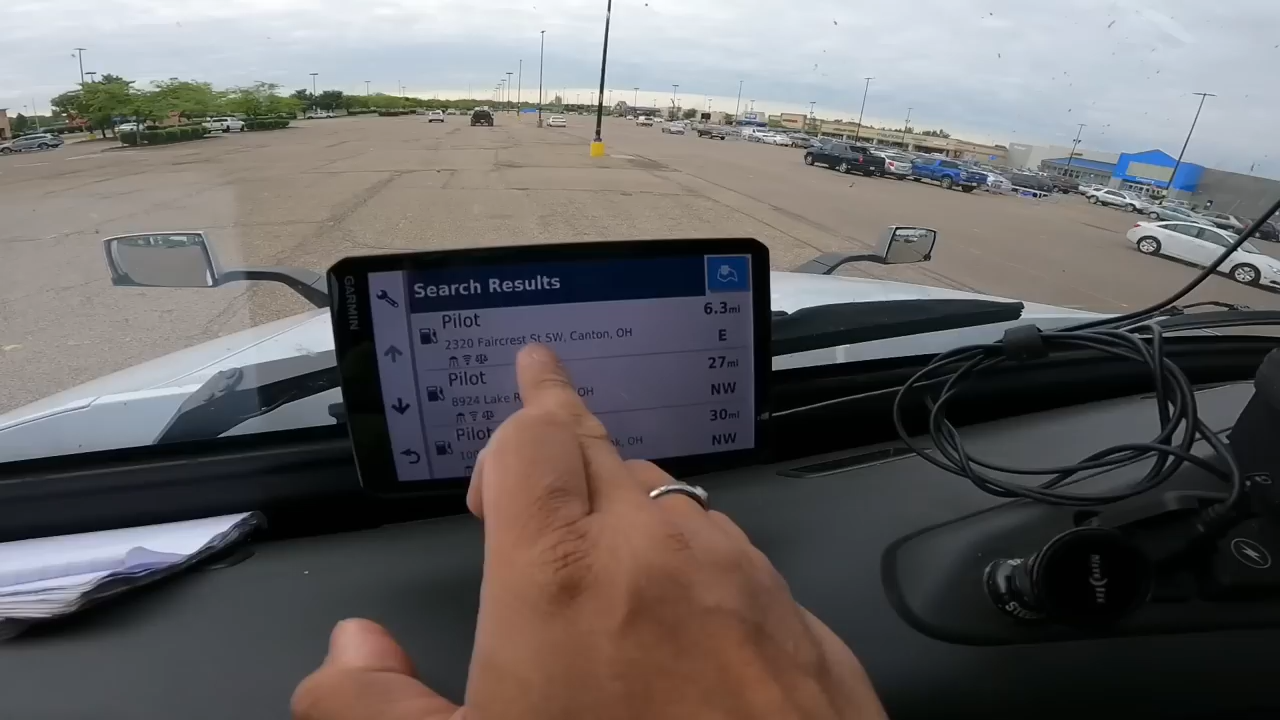 GARMIN
Search Results
Pilot
6.3mi
2320 Faircrest St SW, Canton, OH
E
Pilot
27mi
8924 Lake OH
NW
Pilot
30mi
OH
NW